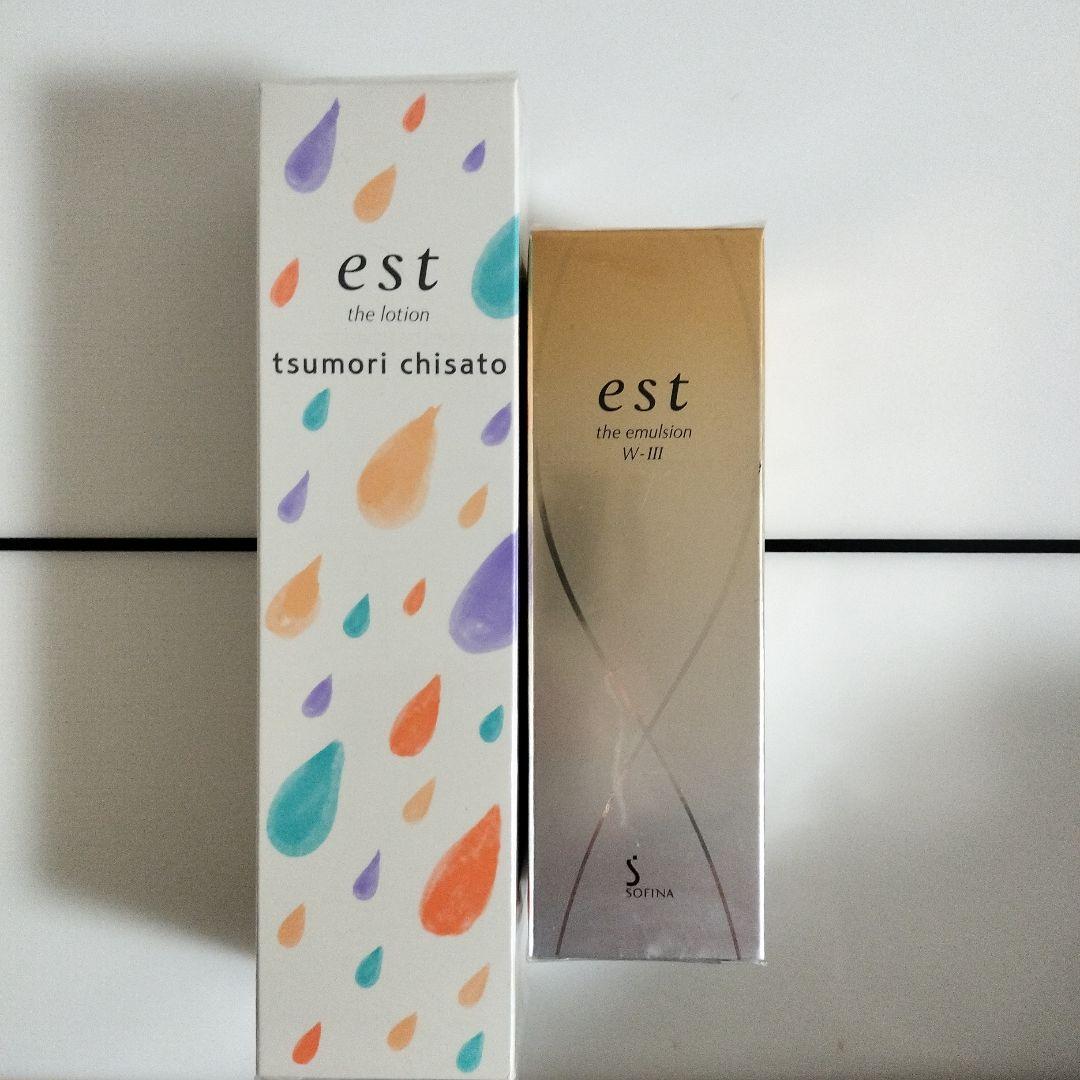 est
the lotion
tsumori chisato
est
the emulsion
W-III
SOFINA